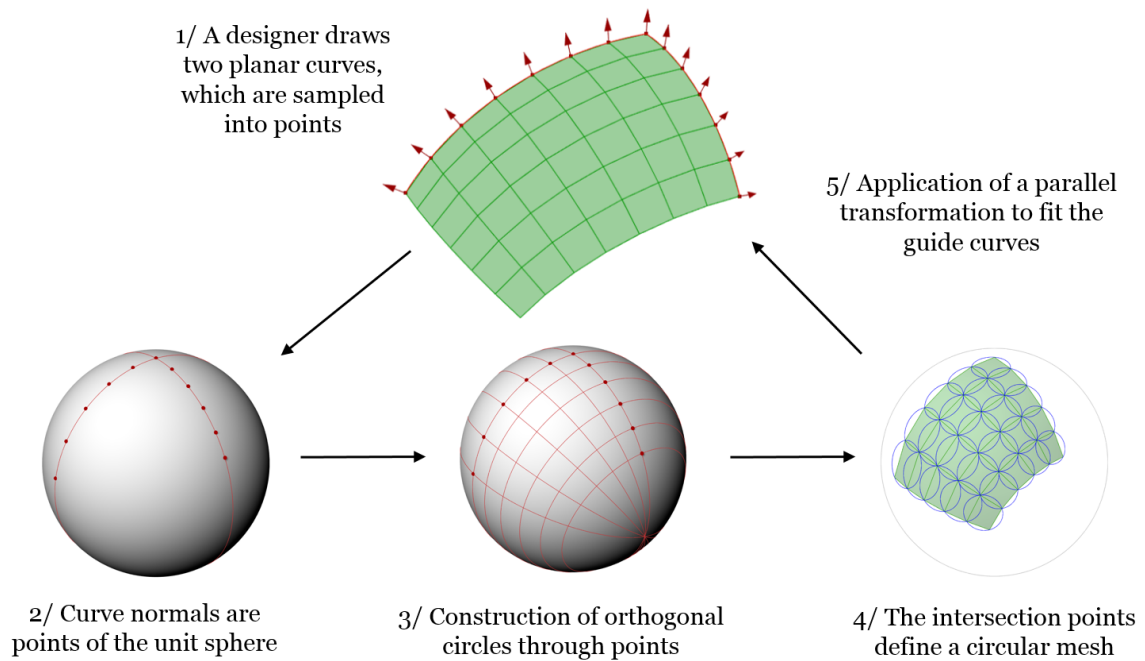 1/ A designer draws
two planar curves,
which are sampled
into points
5/ Application of a parallel
transformation to fit the
guide curves
2/ Curve normals are
points of the unit sphere
3/ Construction of orthogonal
circles through points
4/ The intersection points
define a circular mesh